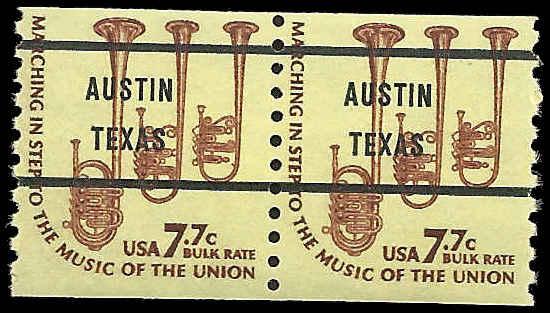 MARCHING IN STEP TO THE MUSIC OF THE UNION
AUSTIN
TEXAS
USA 7.7c
BULK RATE
MARCHING IN STEP TO THE MUSIC OF THE UNION
AUSTIN
TEXAS
USA 7.7c
BULK RATE